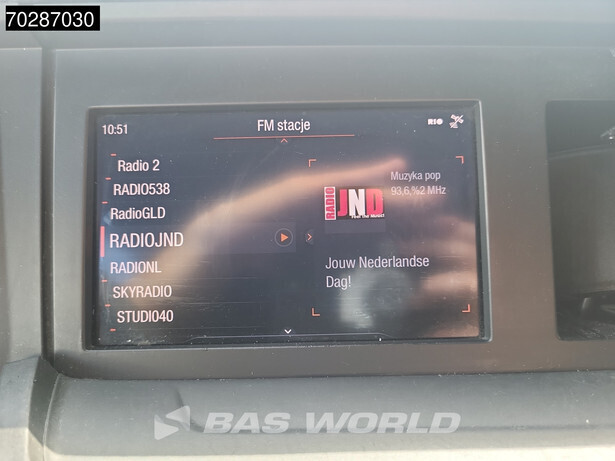 70287030
10:51
FM stacje
RIO
Radio 2
RADIO538
RadioGLD
RADIOJND
RADIONL
SKYRADIO
STUDIO40
Muzyka pop
93,6,%2 MHz
RADIO
JND
Jouw Nederlandse
Dag!
BAS WORLD